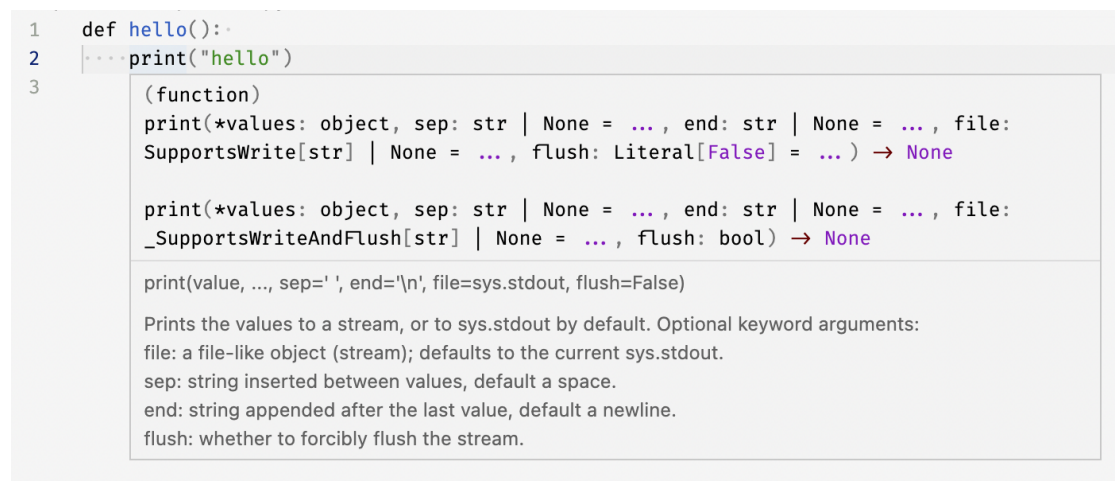 1 def hello():
2 print("hello")
3
(function)
print(*values: object, sep: str | None = ..., end: str | None = ..., file:
SupportsWrite[str] | None = ..., flush: Literal[False] = ...) → None
print(*values: object, sep: str | None = ..., end: str | None = ..., file:
_SupportsWriteAndFlush[str] | None = ..., flush: bool) → None
print(value, ..., sep=' ', end='\n', file=sys.stdout, flush=False)
Prints the values to a stream, or to sys.stdout by default. Optional keyword arguments:
file: a file-like object (stream); defaults to the current sys.stdout.
sep: string inserted between values, default a space.
end: string appended after the last value, default a newline.
flush: whether to forcibly flush the stream.